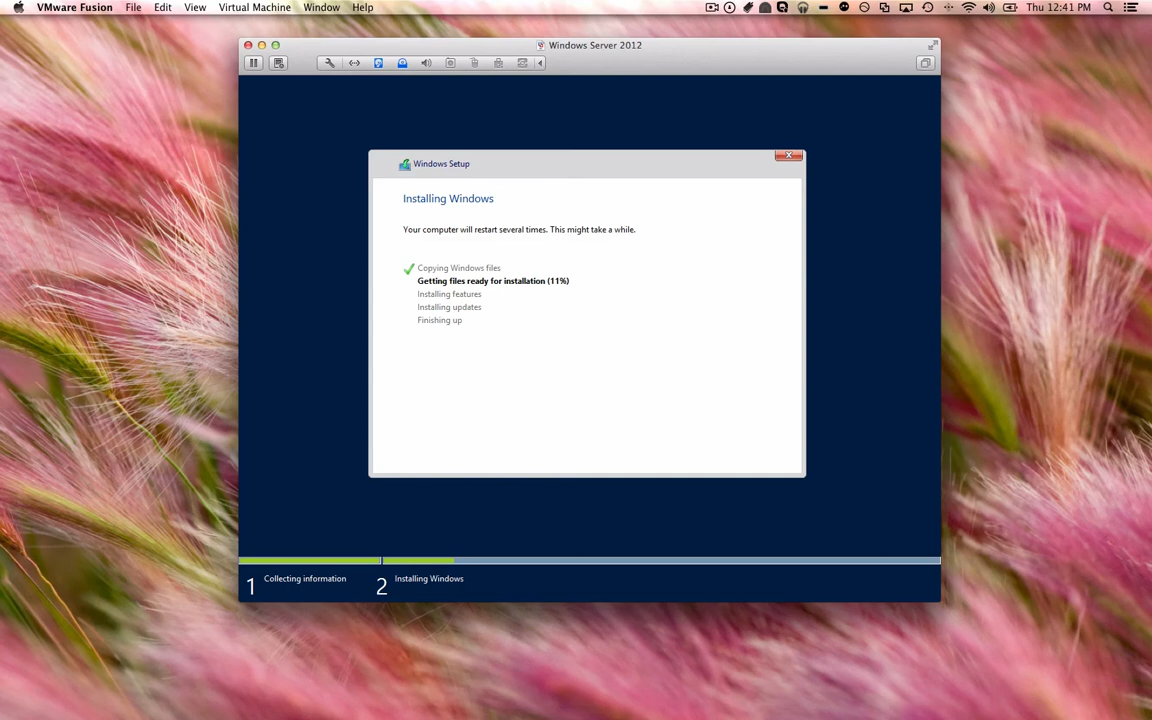 VMware Fusion File Edit View Virtual Machine Window Help Thu 12:41 PM
Windows Server 2012
Windows Setup
Installing Windows
Your computer will restart several times. This might take a while.
Copying Windows files
Getting files ready for installation (11%)
Installing features
Installing updates
Finishing up
1 Collecting information 2 Installing Windows